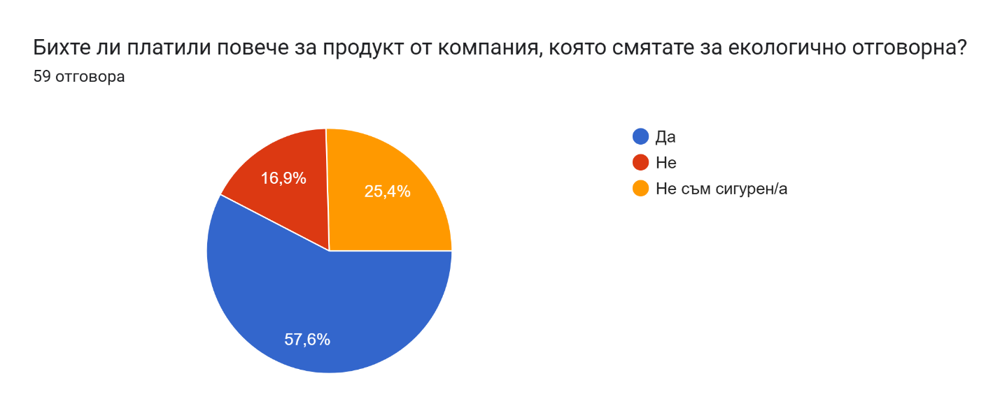 Бихте ли платили повече за продукт от компания, която смятате за екологично отговорна?
59 отговора
Да
Не
Не съм сигурен/а
16,9%
25,4%
57,6%